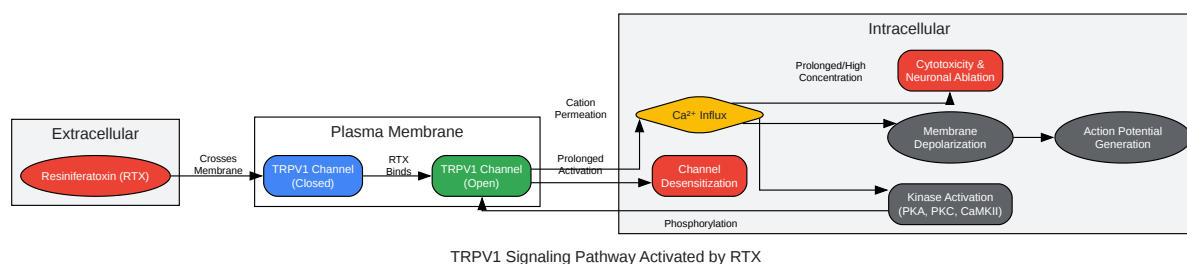 Intracellular
Prolonged/High
Concentration
Cytotoxicity &
Neuronal Ablation
Cation
Permeation
Ca²⁺ Influx
Extracellular
Plasma Membrane
Membrane
Depolarization
Action Potential
Generation
Crosses
Membrane
RTX
Binds
Prolonged
Activation
Resiniferatoxin (RTX)
TRPV1 Channel
(Closed)
TRPV1 Channel
(Open)
Channel
Desensitization
Kinase Activation
(PKA, PKC, CaMKII)
Phosphorylation
TRPV1 Signaling Pathway Activated by RTX